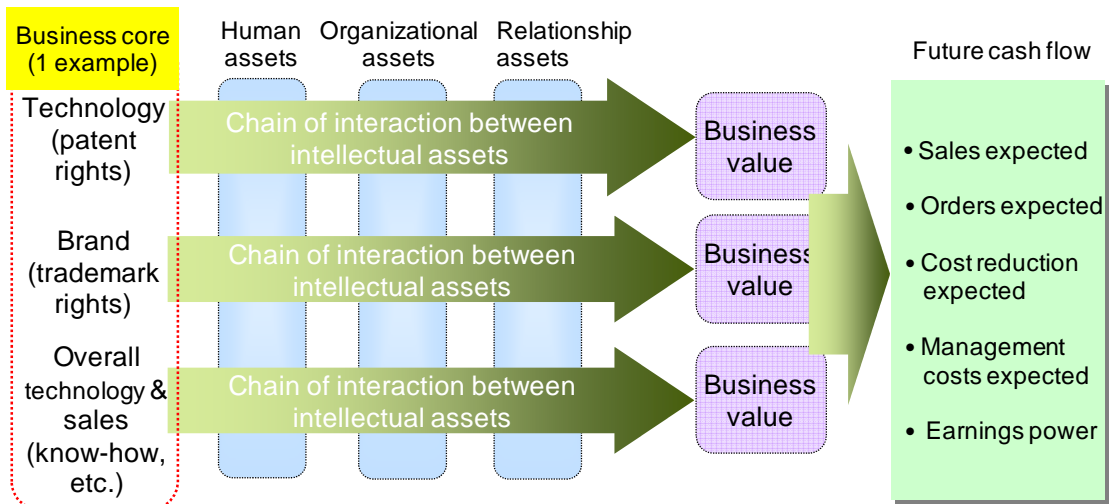 Business core
(1 example)
Human
assets
Organizational
assets
Relationship
assets
Future cash flow
Technology
(patent
rights)
Chain of interaction between
intellectual assets
Business
value
Brand
(trademark
rights)
Chain of interaction between
intellectual assets
Business
value
Overall
technology &
sales
(know-how,
etc.)
Chain of interaction between
intellectual assets
Business
value
• Sales expected
• Orders expected
• Cost reduction
expected
• Management
costs expected
• Earnings power